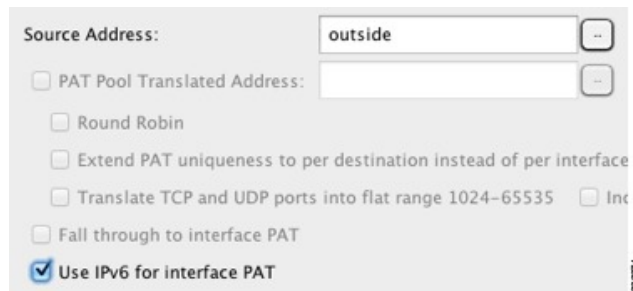 Source Address: outside --
PAT Pool Translated Address: --
Round Robin
Extend PAT uniqueness to per destination instead of per interface
Translate TCP and UDP ports into flat range 1024-65535
Fall through to interface PAT
Use IPv6 for interface PAT